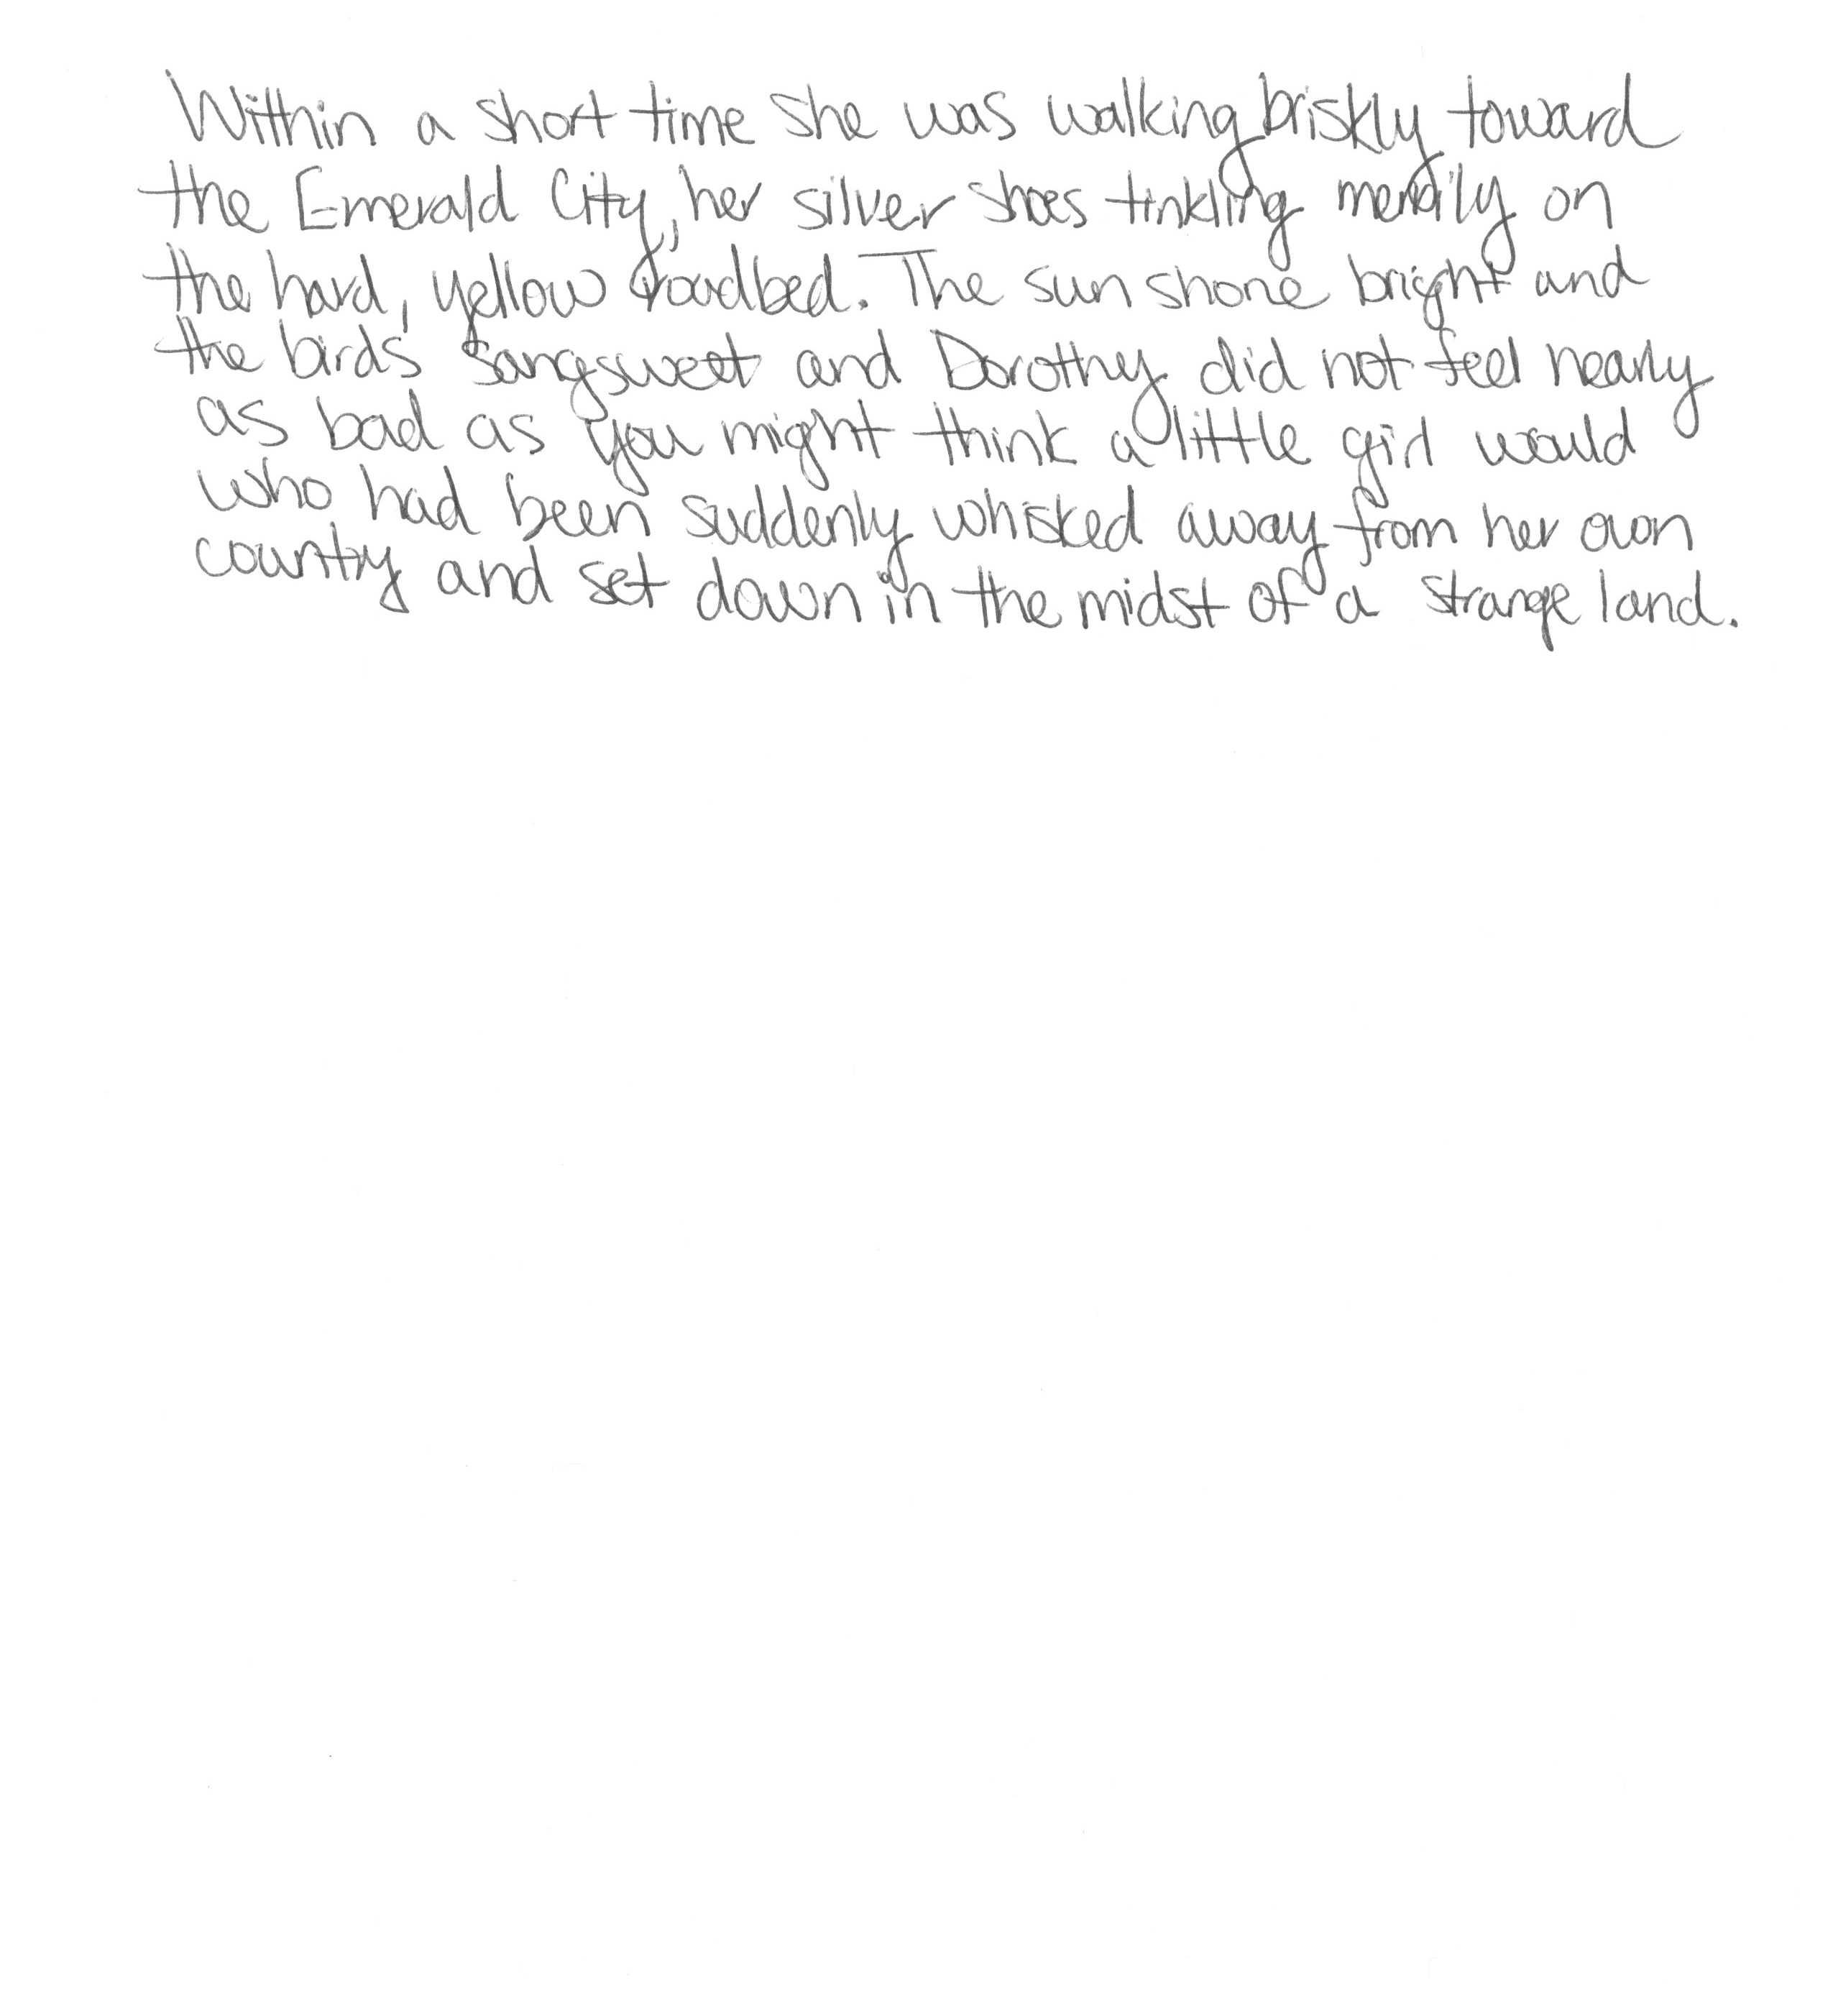 Within a short time she was walking briskly toward
the Emerald City, her silver shoes tinkling merrily on
the hard, yellow roadbed. The sun shone bright and
the birds sang sweet and Dorothy did not feel nearly
as bad as you might think a little girl would
who had been suddenly whisked away from her own
country and set down in the midst of a strange land.